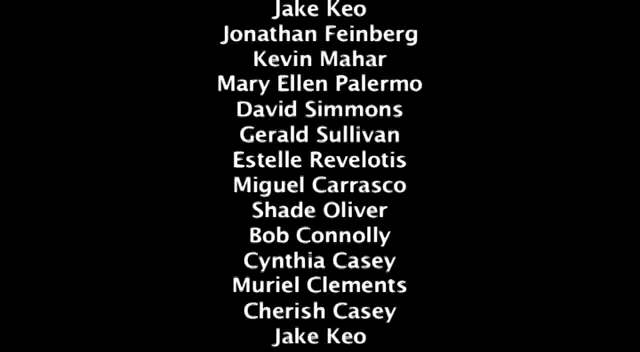 Jake Keo
Jonathan Feinberg
Kevin Mahar
Mary Ellen Palermo
David Simmons
Gerald Sullivan
Estelle Revelotis
Miguel Carrasco
Shade Oliver
Bob Connolly
Cynthia Casey
Muriel Clements
Cherish Casey
Jake Keo